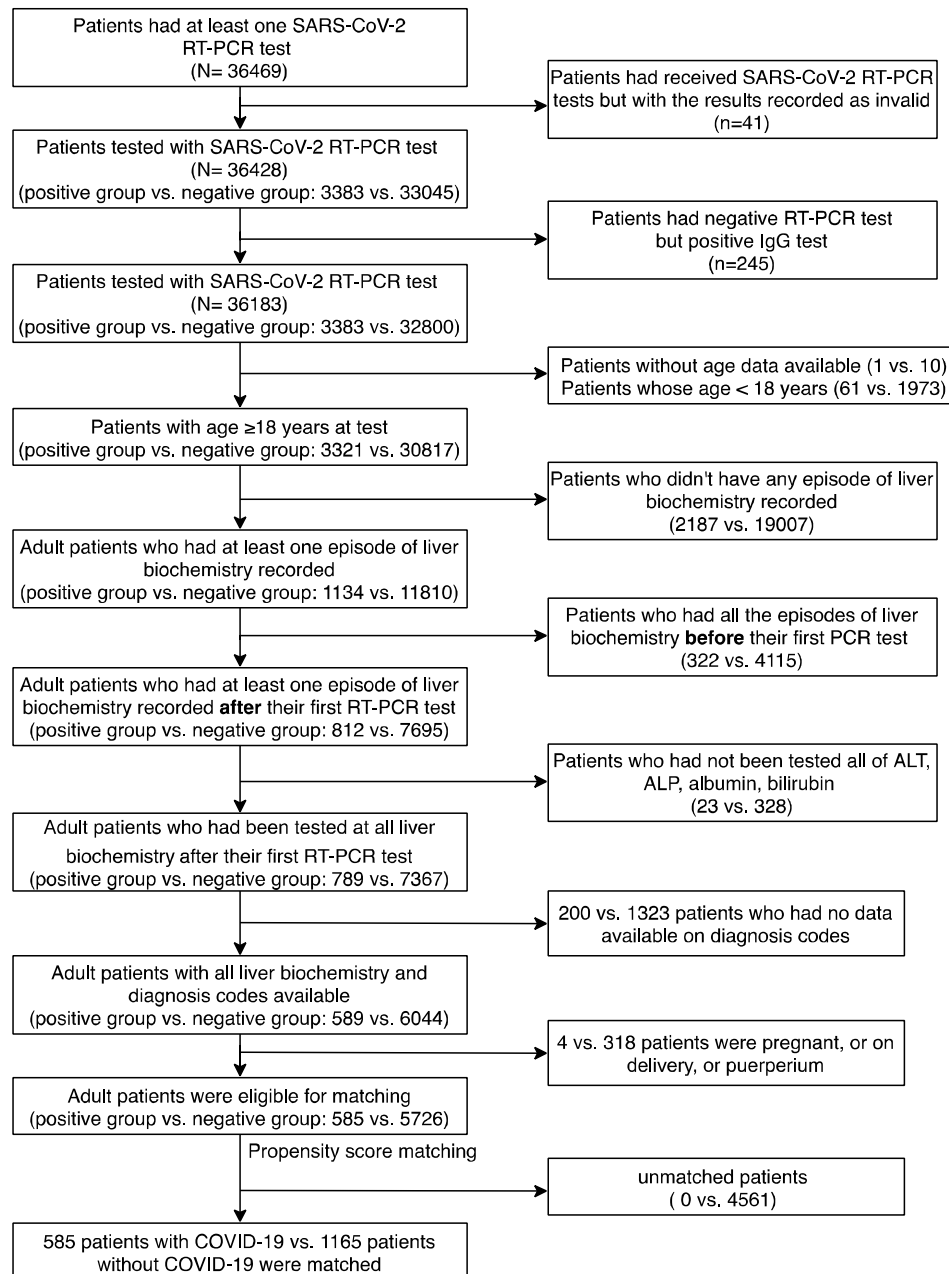 Patients had at least one SARS-CoV-2
RT-PCR test
(N= 36469)
Patients had received SARS-CoV-2 RT-PCR
tests but with the results recorded as invalid
(n=41)
Patients tested with SARS-CoV-2 RT-PCR test
(N= 36428)
(positive group vs. negative group: 3383 vs. 33045)
Patients had negative RT-PCR test
but positive IgG test
(n=245)
Patients tested with SARS-CoV-2 RT-PCR test
(N= 36183)
(positive group vs. negative group: 3383 vs. 32800)
Patients without age data available (1 vs. 10)
Patients whose age < 18 years (61 vs. 1973)
Patients with age ≥18 years at test
(positive group vs. negative group: 3321 vs. 30817)
Patients who didn't have any episode of liver
biochemistry recorded
(2187 vs. 19007)
Adult patients who had at least one episode of liver
biochemistry recorded
(positive group vs. negative group: 1134 vs. 11810)
Patients who had all the episodes of liver
biochemistry before their first PCR test
(322 vs. 4115)
Adult patients who had at least one episode of liver
biochemistry recorded after their first RT-PCR test
(positive group vs. negative group: 812 vs. 7695)
Patients who had not been tested all of ALT,
ALP, albumin, bilirubin
(23 vs. 328)
Adult patients who had been tested at all liver
biochemistry after their first RT-PCR test
(positive group vs. negative group: 789 vs. 7367)
200 vs. 1323 patients who had no data
available on diagnosis codes
Adult patients with all liver biochemistry and
diagnosis codes available
(positive group vs. negative group: 589 vs. 6044)
4 vs. 318 patients were pregnant, or on
delivery, or puerperium
Adult patients were eligible for matching
(positive group vs. negative group: 585 vs. 5726)
Propensity score matching
unmatched patients
( 0 vs. 4561)
585 patients with COVID-19 vs. 1165 patients
without COVID-19 were matched